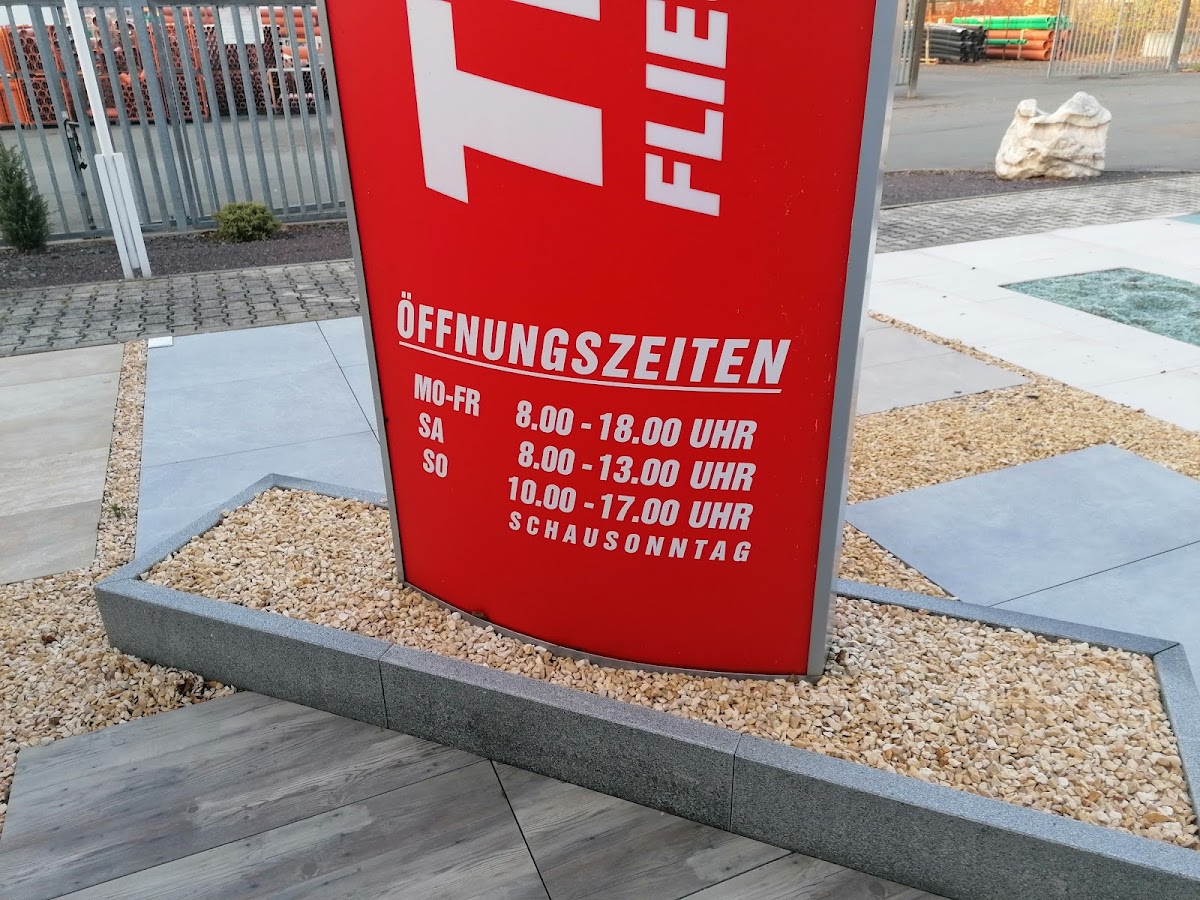 ÖFFNUNGSZEITEN
MO-FR 8.00 - 18.00 UHR
SA 8.00 - 13.00 UHR
SO 10.00 - 17.00 UHR
SCHAUSONNTAG